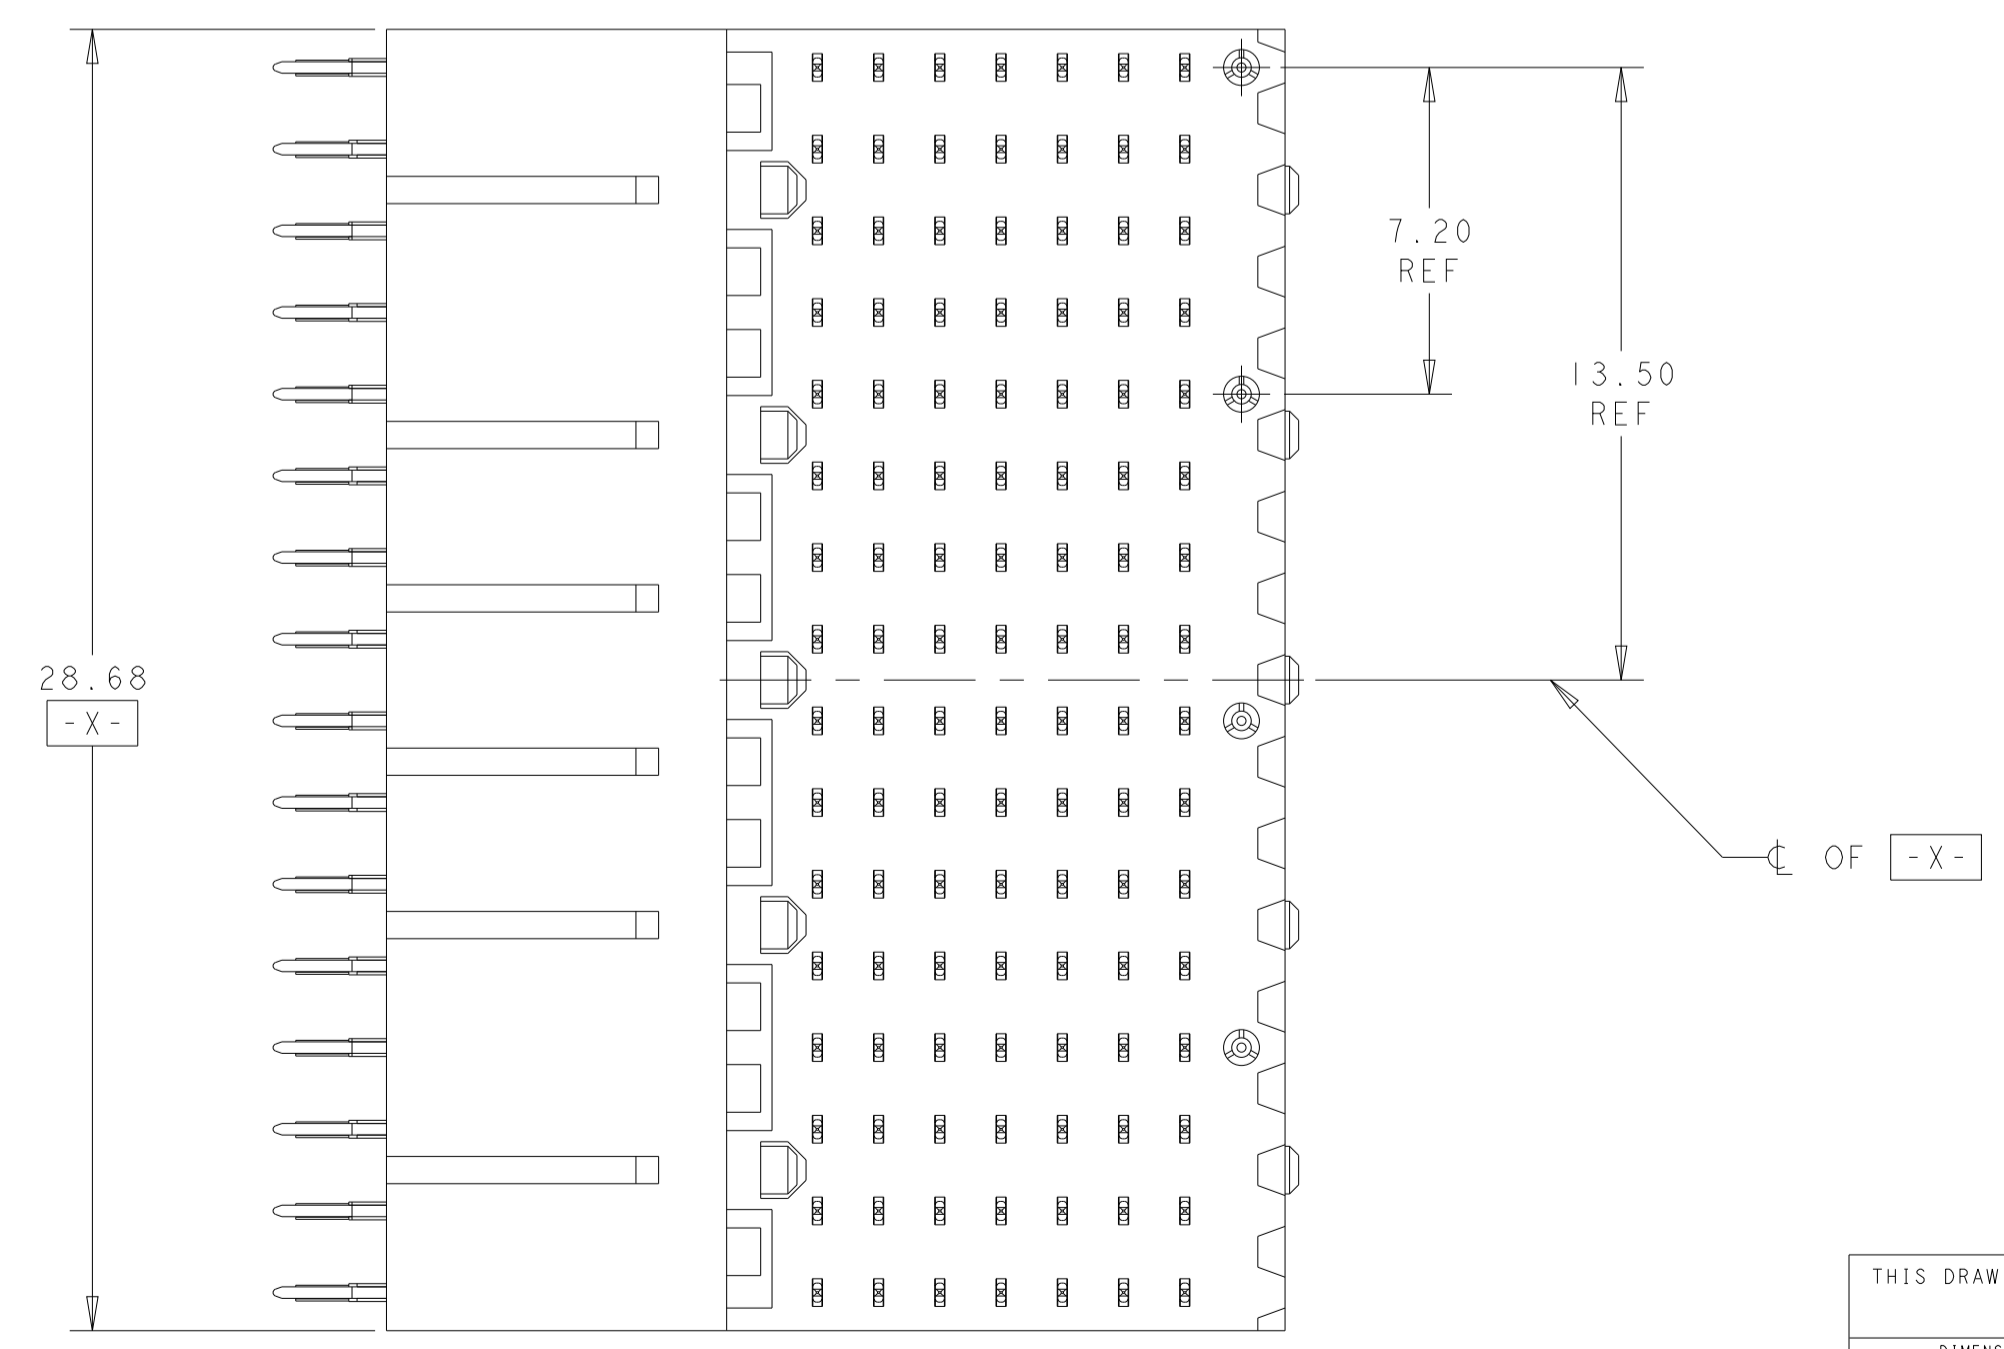 7.20
REF
13.50
REF
28.68
-X-
℄ OF -X-
THIS DRAW